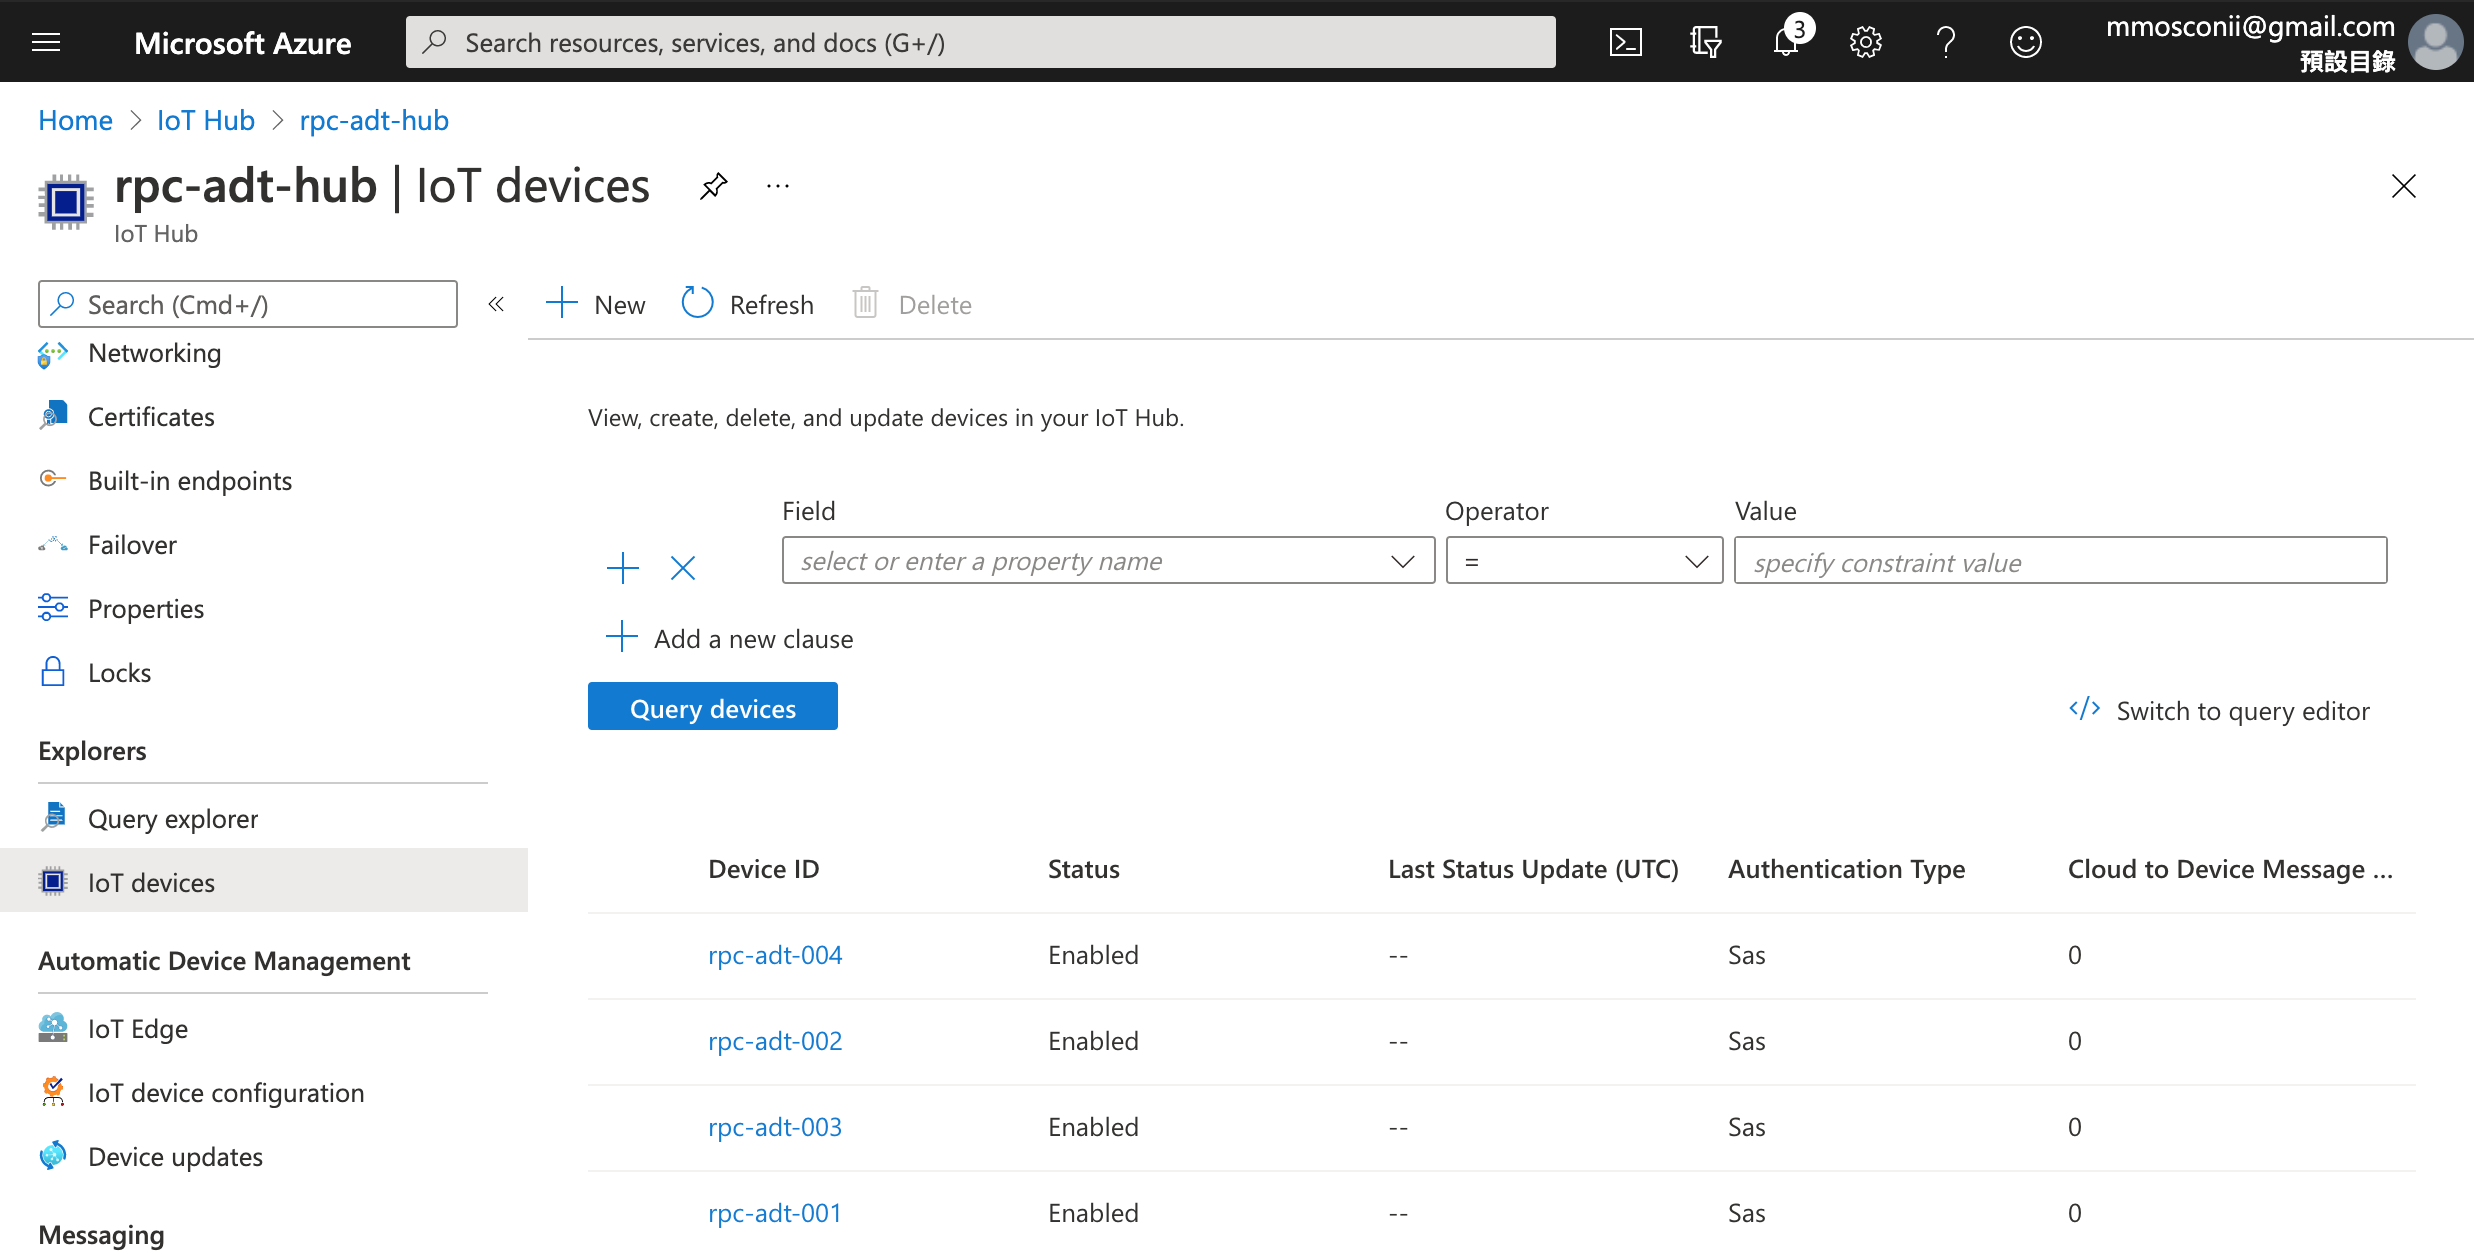 Microsoft Azure
Search resources, services, and docs (G+/)
3
mmosconii@gmail.com
預設目錄
Home > IoT Hub > rpc-adt-hub
rpc-adt-hub | IoT devices
IoT Hub
Search (Cmd+/)
Networking
Certificates
Built-in endpoints
Failover
Properties
Locks
Explorers
Query explorer
IoT devices
Automatic Device Management
IoT Edge
IoT device configuration
Device updates
Messaging
New Refresh Delete
View, create, delete, and update devices in your IoT Hub.
Field Operator Value
select or enter a property name = specify constraint value
Add a new clause
Query devices
</> Switch to query editor
Device ID Status Last Status Update (UTC) Authentication Type Cloud to Device Message ...
rpc-adt-004 Enabled -- Sas 0
rpc-adt-002 Enabled -- Sas 0
rpc-adt-003 Enabled -- Sas 0
rpc-adt-001 Enabled -- Sas 0